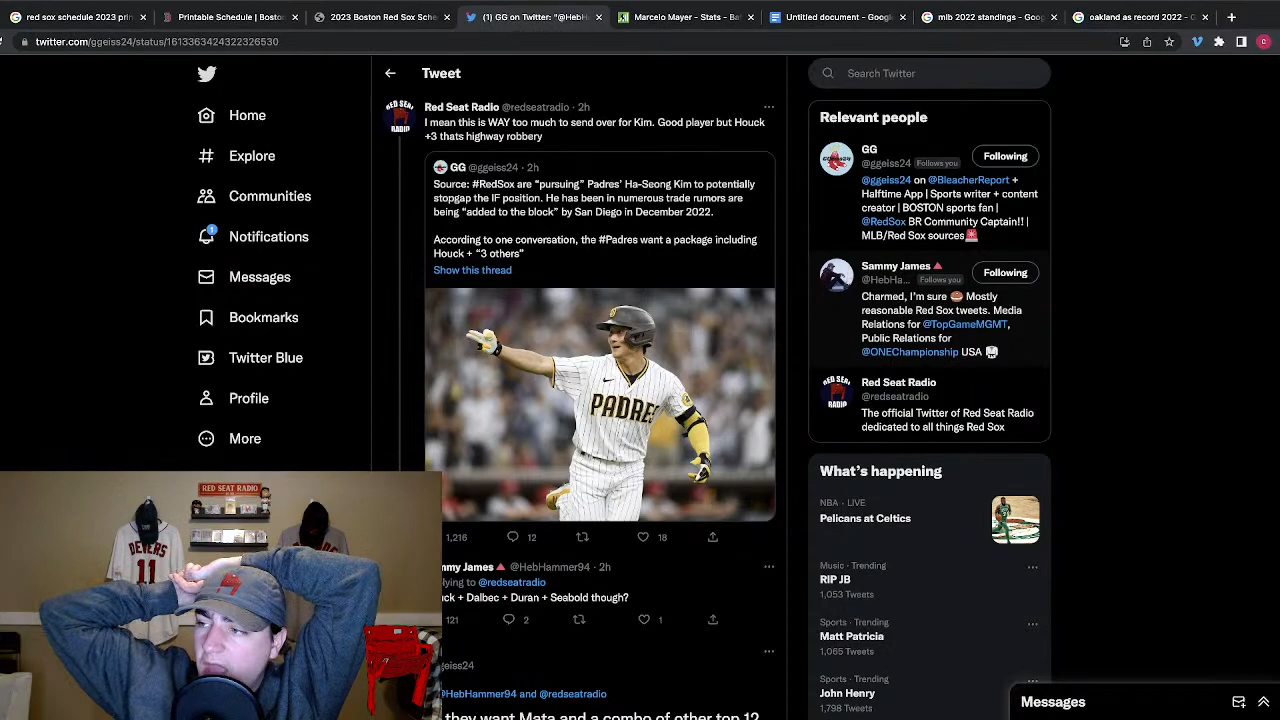 red sox schedule 2023 prin
Printable Schedule | Bosto
2023 Boston Red Sox Sche
(1) GG on Twitter: "@HebH
Marcelo Mayer - Stats - Ba
Untitled document - Googl
mlb 2022 standings - Goo
oakland as record 2022 - G
twitter.com/ggeiss24/status/1613363424322326530
Home
Explore
Communities
1
Notifications
Messages
Bookmarks
Twitter Blue
Profile
More
Tweet
Red Seat Radio @redseatradio · 2h
I mean this is WAY too much to send over for Kim. Good player but Houck
+3 thats highway robbery
GG @ggeiss24 · 2h
Source: #RedSox are “pursuing” Padres’ Ha-Seong Kim to potentially
stopgap the IF position. He has been in numerous trade rumors are
being “added to the block” by San Diego in December 2022.
According to one conversation, the #Padres want a package including
Houck + “3 others”
Show this thread
PADRES
1,216
12
18
mmy James @HebHammer94 · 2h
lying to @redseatradio
uck + Dalbec + Duran + Seabold though?
121
2
1
geiss24
@HebHammer94 and @redseatradio
they want Mata and a combo of other top 12
Search Twitter
Relevant people
GG
@ggeiss24 Follows you
Following
@ggeiss24 on @BleacherReport +
Halftime App | Sports writer + content
creator | BOSTON sports fan |
@RedSox BR Community Captain!! |
MLB/Red Sox sources
Sammy James
@HebHa... Follows you
Following
Charmed, I’m sure Mostly
reasonable Red Sox tweets. Media
Relations for @TopGameMGMT,
Public Relations for
@ONEChampionship USA
RED SEAT
RADIO
Red Seat Radio
@redseatradio
The official Twitter of Red Seat Radio
dedicated to all things Red Sox
What’s happening
NBA · LIVE
Pelicans at Celtics
Music · Trending
RIP JB
1,053 Tweets
Sports · Trending
Matt Patricia
1,065 Tweets
Sports · Trending
John Henry
1,798 Tweets
Messages
RED SEAT RADIO
DEVERS
11